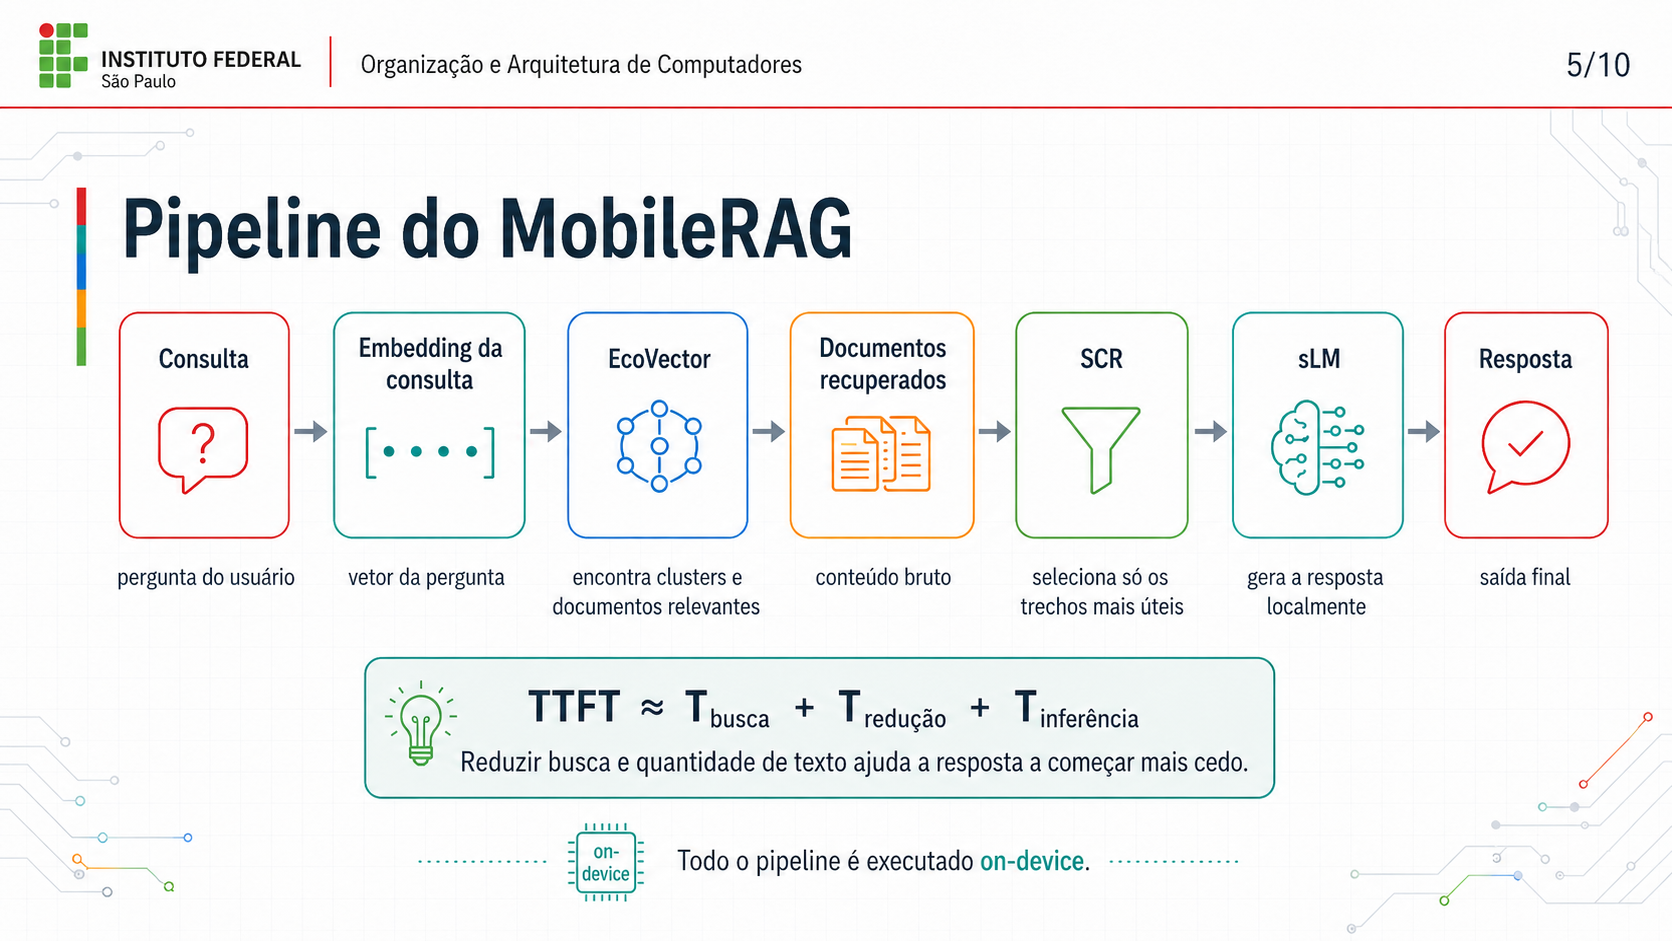 INSTITUTO FEDERAL
São Paulo
Organização e Arquitetura de Computadores
5/10
Pipeline do MobileRAG
Consulta
?
pergunta do usuário
Embedding da
consulta
[• • • •]
vetor da pergunta
EcoVector
encontra clusters e
documentos relevantes
Documentos
recuperados
conteúdo bruto
SCR
seleciona só os
trechos mais úteis
sLM
gera a resposta
localmente
Resposta
saída final
TTFT ≈ T busca + T redução + T inferência
Reduzir busca e quantidade de texto ajuda a resposta a começar mais cedo.
on-
device
Todo o pipeline é executado on-device.